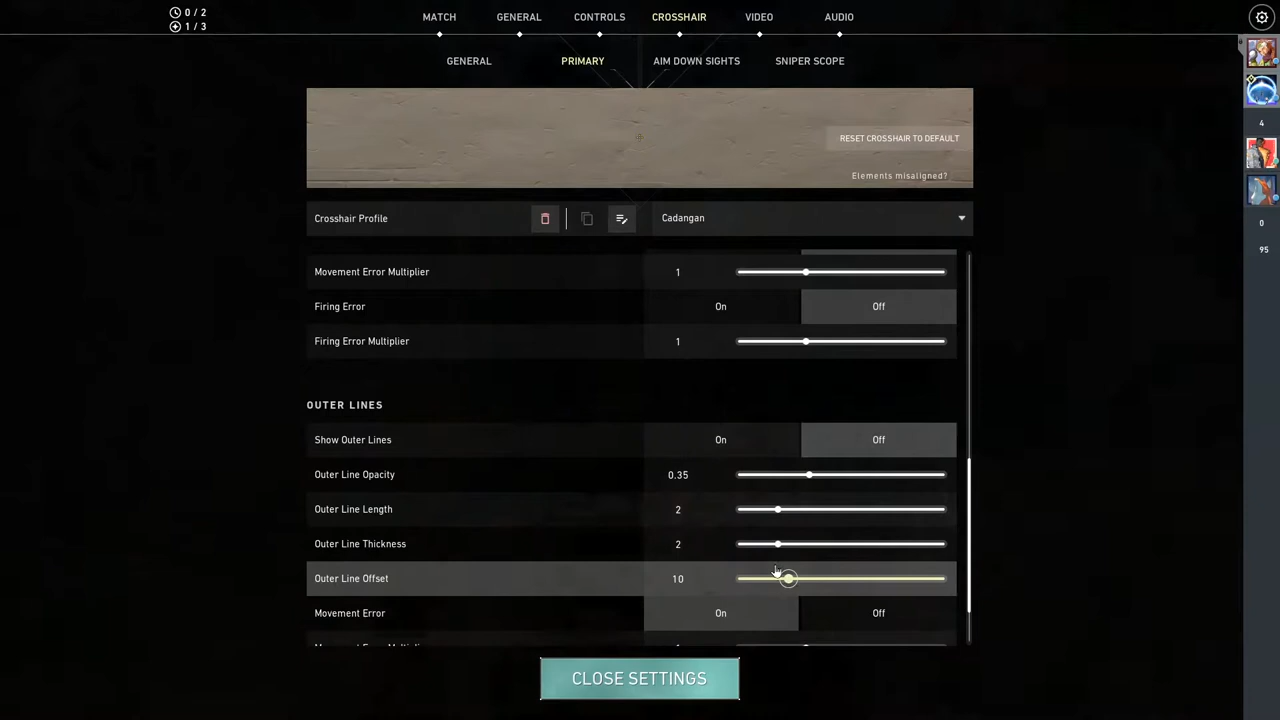 0 / 2
1 / 3
MATCH GENERAL CONTROLS CROSSHAIR VIDEO AUDIO
GENERAL PRIMARY AIM DOWN SIGHTS SNIPER SCOPE
RESET CROSSHAIR TO DEFAULT
Elements misaligned?
Crosshair Profile Cadangan
Movement Error Multiplier 1
Firing Error On Off
Firing Error Multiplier 1
OUTER LINES
Show Outer Lines On Off
Outer Line Opacity 0.35
Outer Line Length 2
Outer Line Thickness 2
Outer Line Offset 10
Movement Error On Off
CLOSE SETTINGS
4
0
95